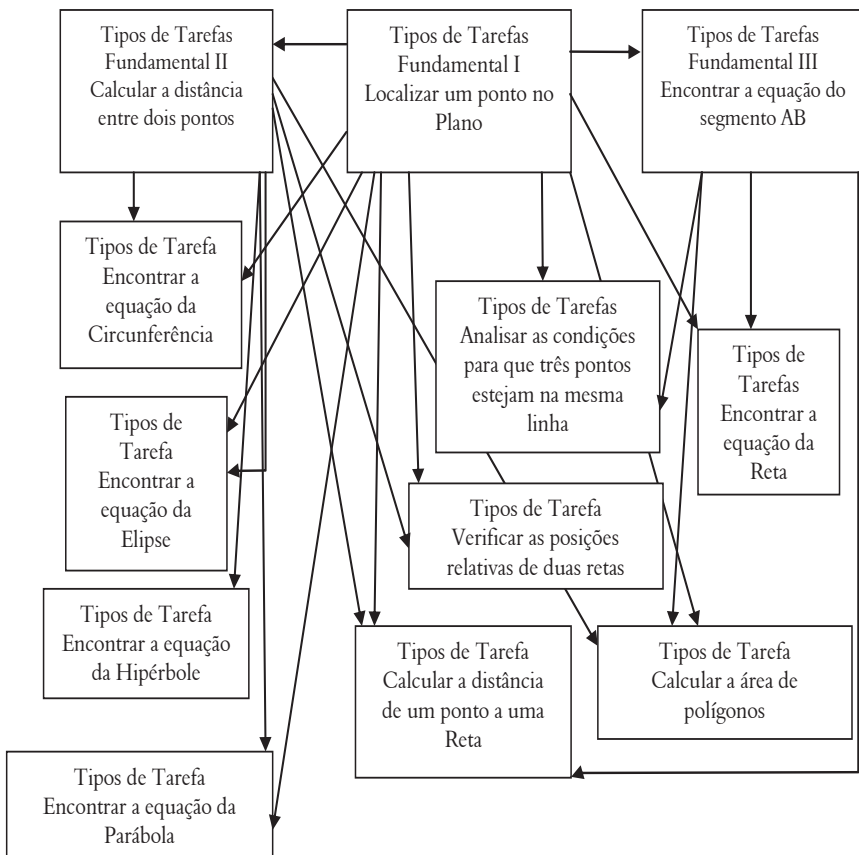 Tipos de Tarefas
Fundamental II
Calcular a distância
entre dois pontos
Tipos de Tarefas
Fundamental I
Localizar um ponto no
Plano
Tipos de Tarefas
Fundamental III
Encontrar a equação do
segmento AB
Tipos de Tarefa
Encontrar a
equação da
Circunferência
Tipos de Tarefas
Analisar as condições
para que três pontos
estejam na mesma
linha
Tipos de
Tarefas
Encontrar a
equação da
Reta
Tipos de
Tarefa
Encontrar a
equação da
Elipse
Tipos de Tarefa
Verificar as posições
relativas de duas retas
Tipos de Tarefa
Encontrar a equação
da Hipérbole
Tipos de Tarefa
Calcular a distância
de um ponto a uma
Reta
Tipos de Tarefa
Calcular a área de
polígonos
Tipos de Tarefa
Encontrar a equação da
Parábola